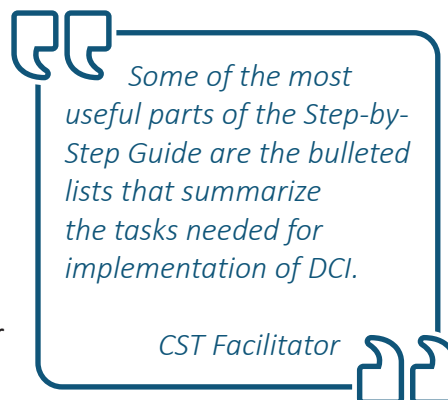 Some of the most
useful parts of the Step-by-
Step Guide are the bulleted
lists that summarize
the tasks needed for
implementation of DCI.
CST Facilitator